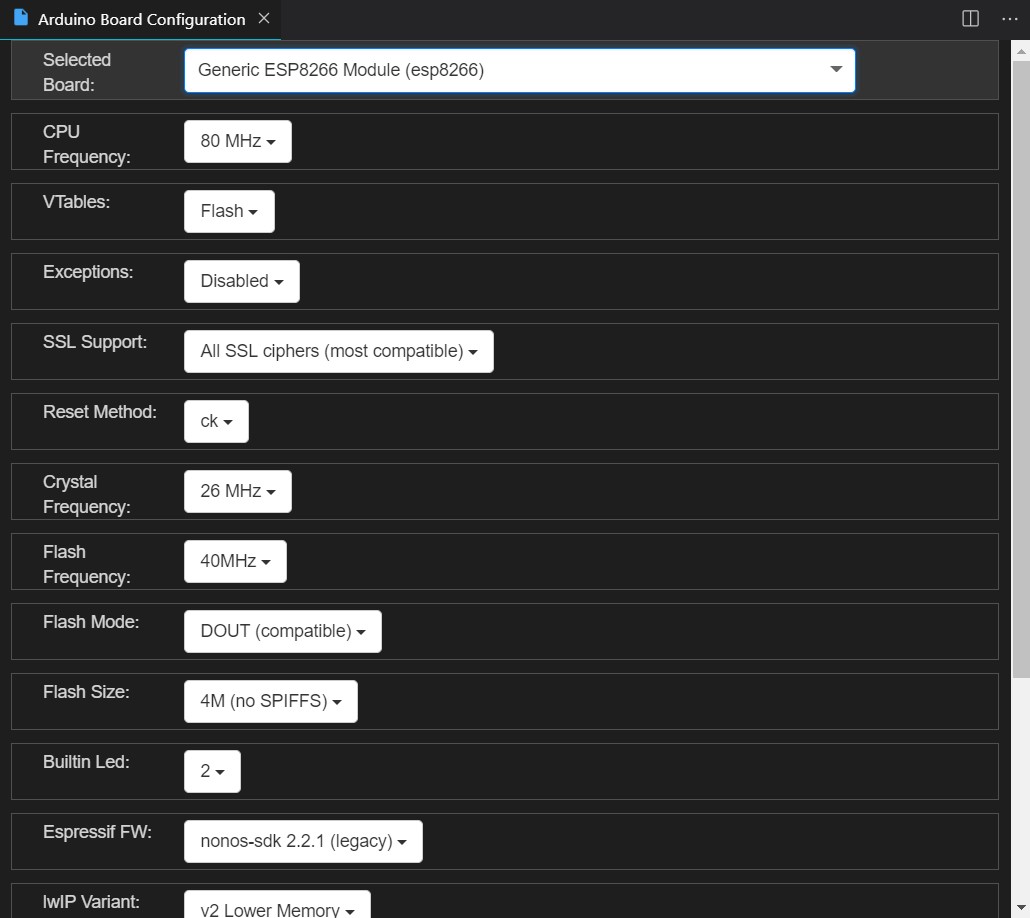 Arduino Board Configuration
Selected
Board:
Generic ESP8266 Module (esp8266)
CPU
Frequency:
80 MHz
VTables:
Flash
Exceptions:
Disabled
SSL Support:
All SSL ciphers (most compatible)
Reset Method:
ck
Crystal
Frequency:
26 MHz
Flash
Frequency:
40MHz
Flash Mode:
DOUT (compatible)
Flash Size:
4M (no SPIFFS)
Builtin Led:
2
Espressif FW:
nonos-sdk 2.2.1 (legacy)
lwIP Variant:
v2 Lower Memory